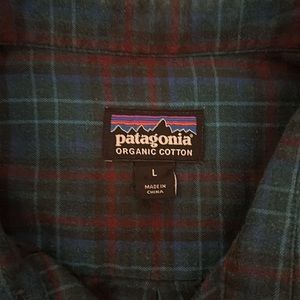 patagonia®
ORGANIC COTTON
L
MADE IN
CHINA